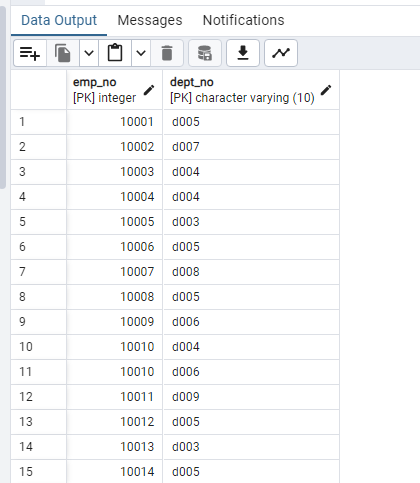 Data Output Messages Notifications
emp_no dept_no
[PK] integer [PK] character varying (10)
1 10001 d005
2 10002 d007
3 10003 d004
4 10004 d004
5 10005 d003
6 10006 d005
7 10007 d008
8 10008 d005
9 10009 d006
10 10010 d004
11 10010 d006
12 10011 d009
13 10012 d005
14 10013 d003
15 10014 d005